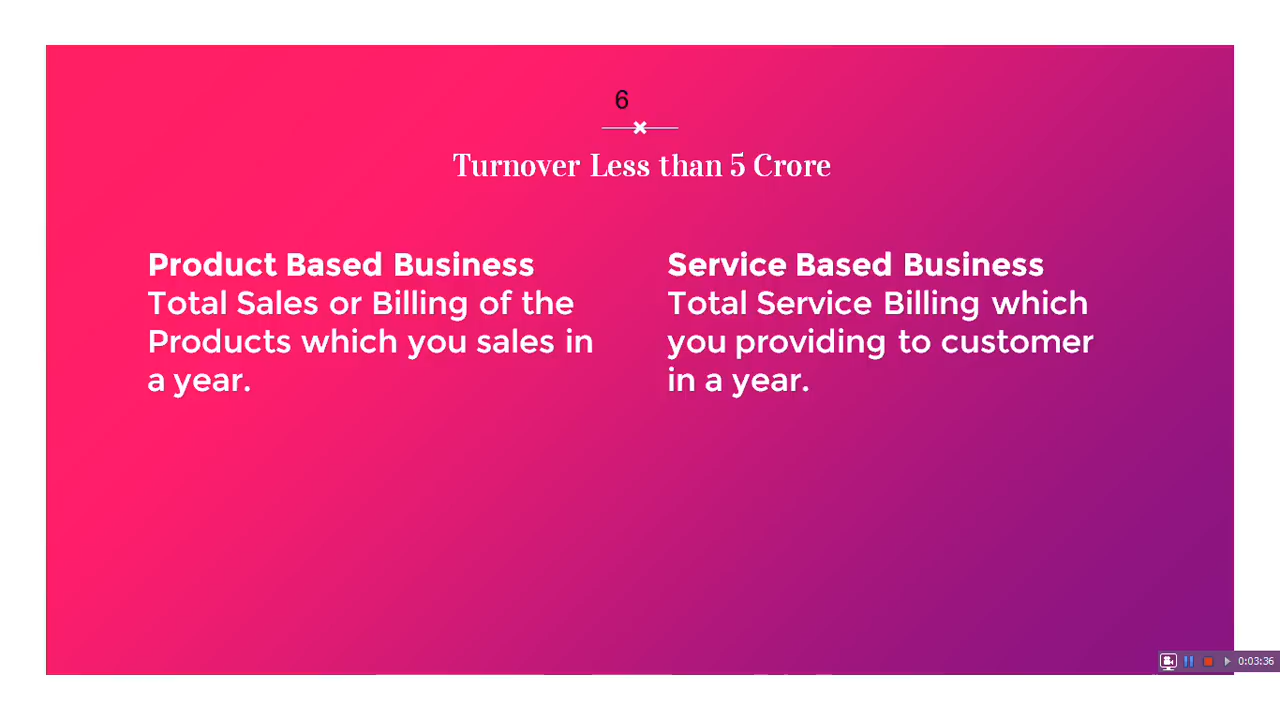 6
Turnover Less than 5 Crore
Product Based Business
Total Sales or Billing of the
Products which you sales in
a year.
Service Based Business
Total Service Billing which
you providing to customer
in a year.
0:03:36